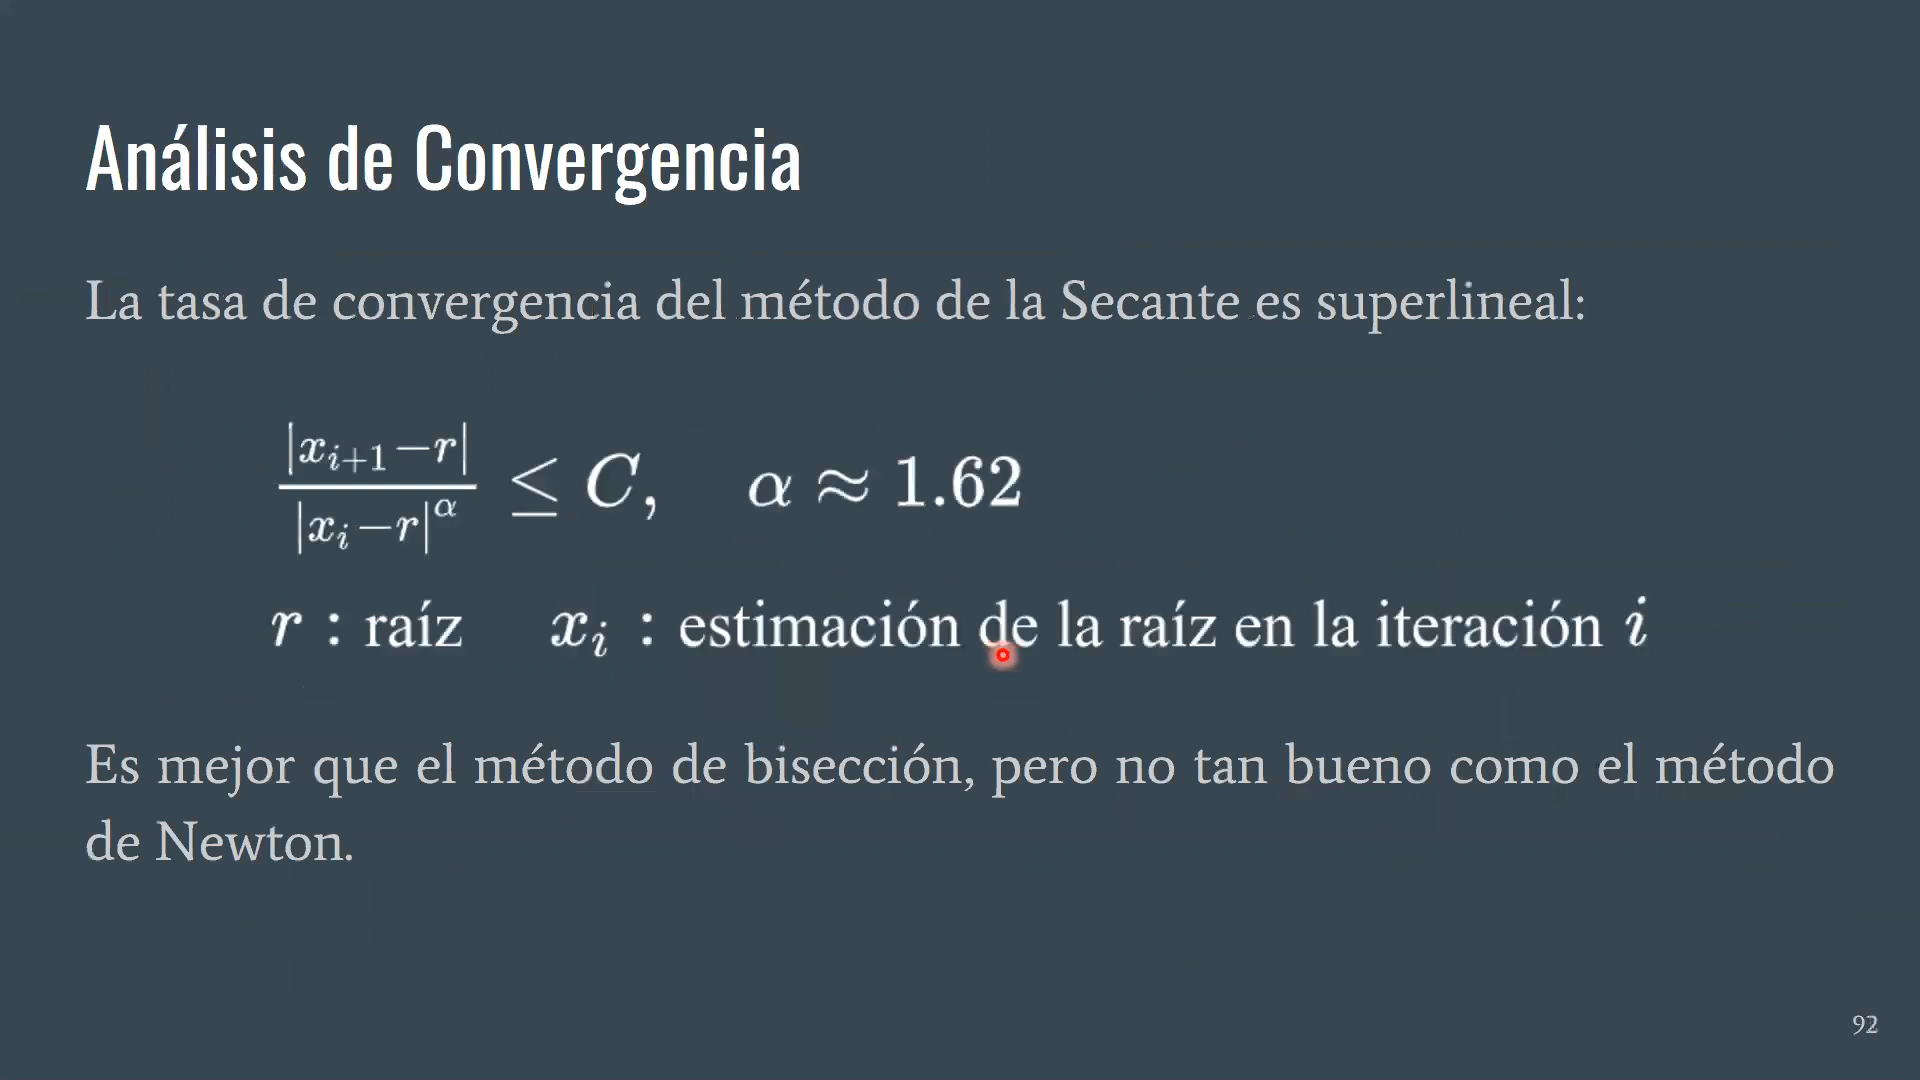 Análisis de Convergencia
La tasa de convergencia del método de la Secante es superlineal:
|x_{i+1}−r| / |x_i−r|^α ≤ C, α ≈ 1.62
r : raíz x_i : estimación de la raíz en la iteración i
Es mejor que el método de bisección, pero no tan bueno como el método
de Newton.
92